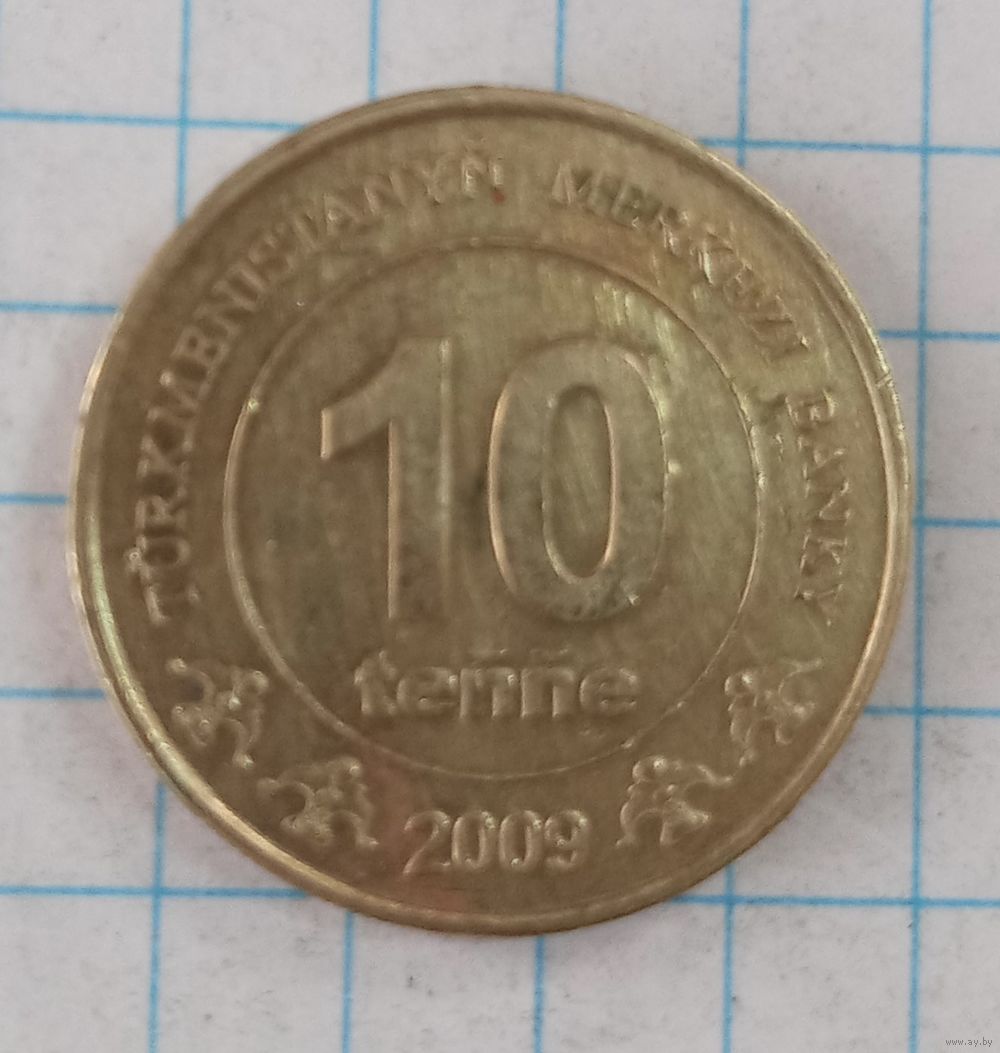 TÜRKMENISTANYŇ MERKEZI BANKY
10
teňňe
2009
www.ay.by